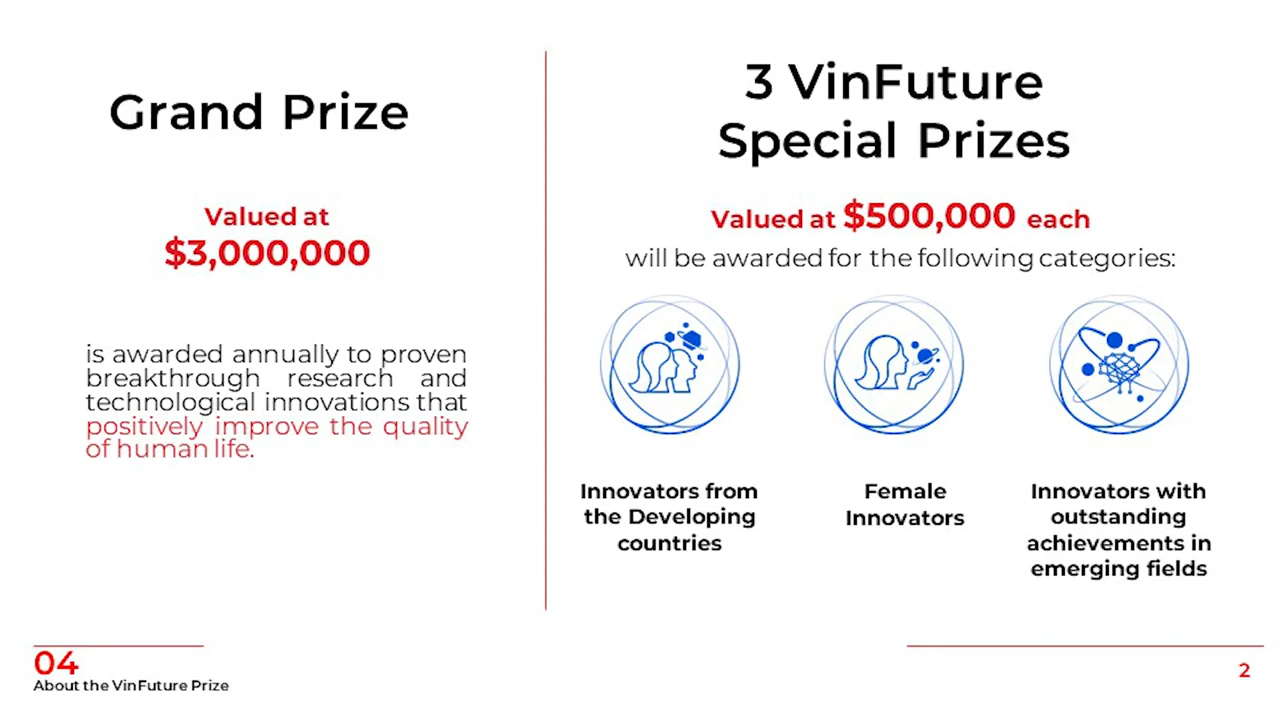 Grand Prize
Valued at
$3,000,000
is awarded annually to proven
breakthrough research and
technological innovations that
positively improve the quality
of human life.
3 VinFuture
Special Prizes
Valued at $500,000 each
will be awarded for the following categories:
Innovators from
the Developing
countries
Female
Innovators
Innovators with
outstanding
achievements in
emerging fields
04
About the VinFuture Prize
2